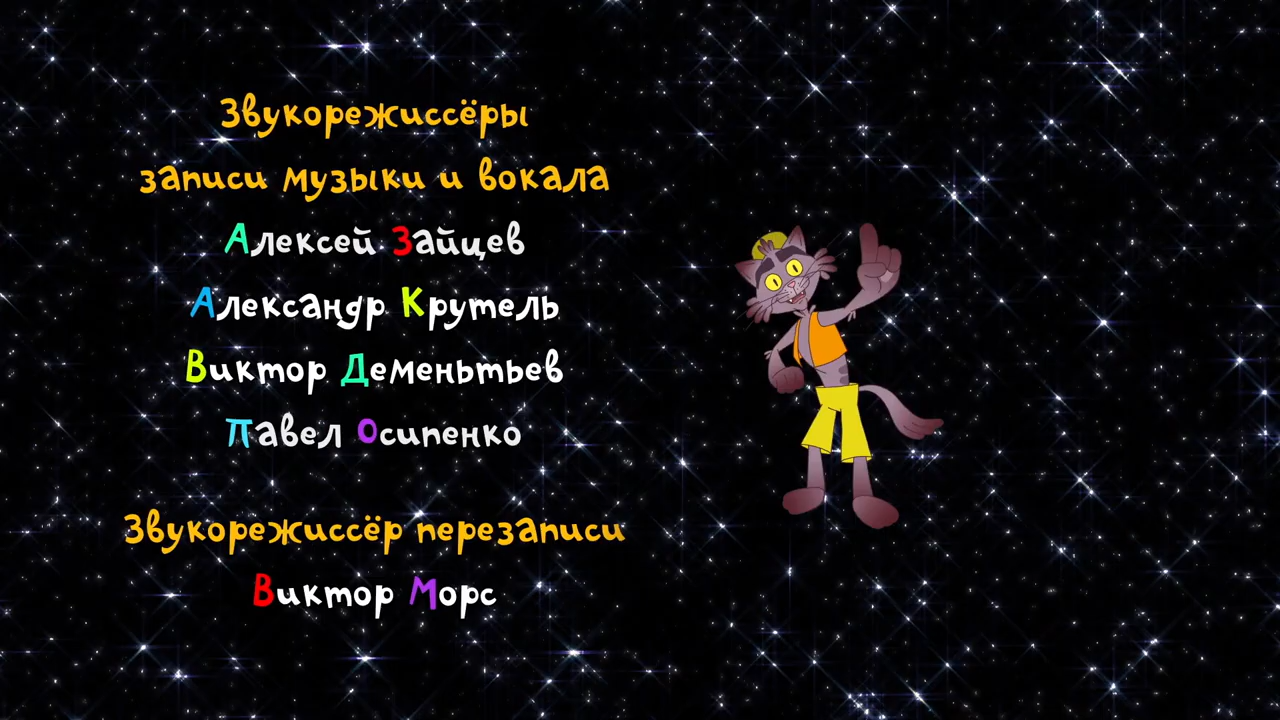 Звукорежиссёры
записи музыки и вокала
Алексей Зайцев
Александр Крутель
Виктор Деменьтьев
Павел Осипенко
Звукорежиссёр перезаписи
Виктор Морс